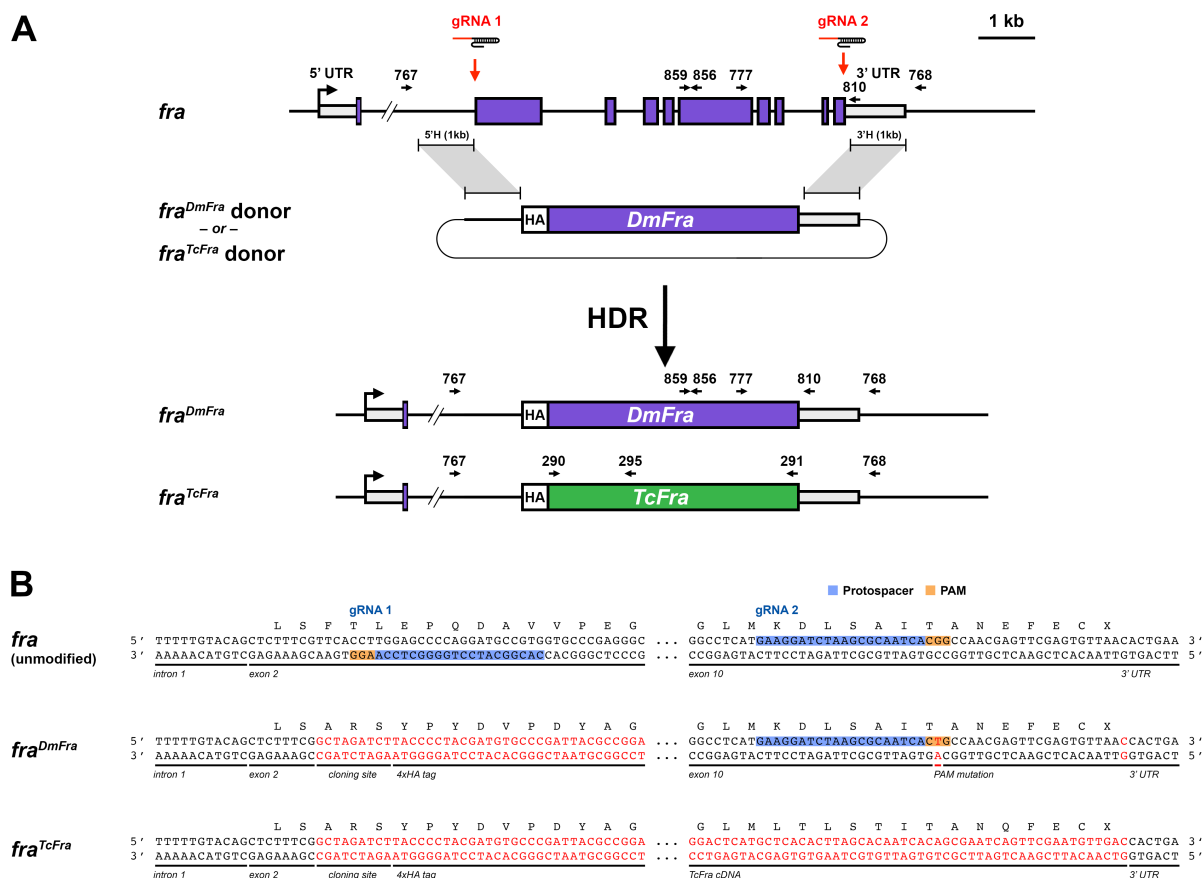 A
gRNA 1
gRNA 2
1 kb
5’ UTR
767
859
856
777
3’ UTR
810
768
fra
5’H (1kb)
3’H (1kb)
fraDmFra donor
– or –
fraTcFra donor
HA
DmFra
HDR
767
859
856
777
810
768
fraDmFra
HA
DmFra
767
290
295
291
768
fraTcFra
HA
TcFra
B
Protospacer
PAM
gRNA 1
gRNA 2
L S F T L E P Q D A V V P E G
G L M K D L S A I T A N E F E C X
fra
(unmodified)
5’ TTTTTGTACAGCTCTTTCGTTCACCTTGGAGCCCCAGGATGCCGTGGTGCCCGAGGGC ... GGCCTCATGAAGGATCTAAGCGCAATCACGGCCAACGAGTTCGAGTGTTAACACTGAA 3’
3’ AAAAACATGTCGAGAAAGCAAGTGGAACCTCGGGGTCCTACGGCACCACGGGCTCCCG ... CCGGAGTACTTCCTAGATTCGCGTTAGTGCCGGTTGCTCAAGCTCACAATTGTGACTT 5’
intron 1
exon 2
exon 10
3’ UTR
L S A R S Y P Y D V P D Y A G
G L M K D L S A I T A N E F E C X
fraDmFra
5’ TTTTTGTACAGCTCTTTCGGCTAGATCTTACCCCTACGATGTGCCCGATTACGCCGGA ... GGCCTCATGAAGGATCTAAGCGCAATCACTGCCAACGAGTTCGAGTGTTAACCACTGA 3’
3’ AAAAACATGTCGAGAAAGCCGATCTAGAATGGGGATGCTACACGGGCTAATGCGGCCT ... CCGGAGTACTTCCTAGATTCGCGTTAGTGACGGTTGCTCAAGCTCACAATTGGTGACT 5’
intron 1
exon 2
cloning site
4xHA tag
exon 10
PAM mutation
3’ UTR
L S A R S Y P Y D V P D Y A G
G L M L T L S T I T A N Q F E C X
fraTcFra
5’ TTTTTGTACAGCTCTTTCGGCTAGATCTTACCCCTACGATGTGCCCGATTACGCCGGA ... GGACTCATGCTCACACTTAGCACAATCACAGCGAATCAGTTCGAATGTTGACCACTGA 3’
3’ AAAAACATGTCGAGAAAGCCGATCTAGAATGGGGATCCTACACGGGCTAATGCGGCCT ... CCTGAGTACGAGTGTGAATCGTGTTAGTGTCGCTTAGTCAAGCTTACAACTGGTGACT 5’
intron 1
exon 2
cloning site
4xHA tag
TcFra cDNA
3’ UTR